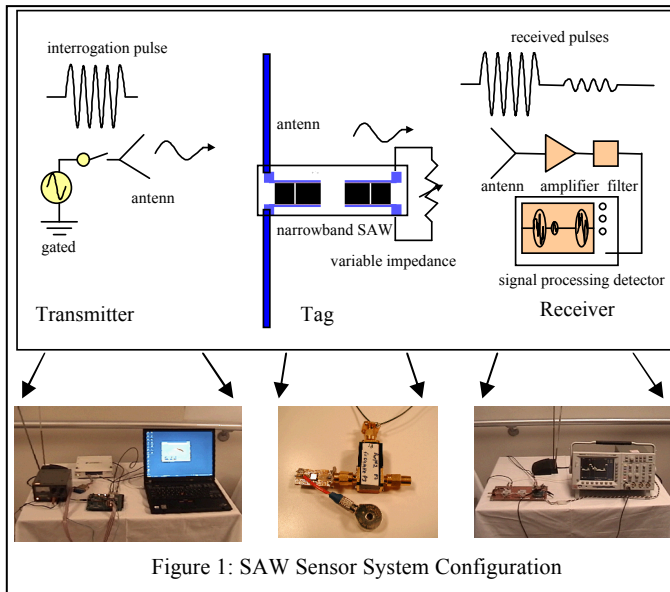 interrogation pulse
received pulses
antenn
antenn
antenn amplifier filter
gated
narrowband SAW
variable impedance
signal processing detector
Transmitter
Tag
Receiver
Figure 1: SAW Sensor System Configuration